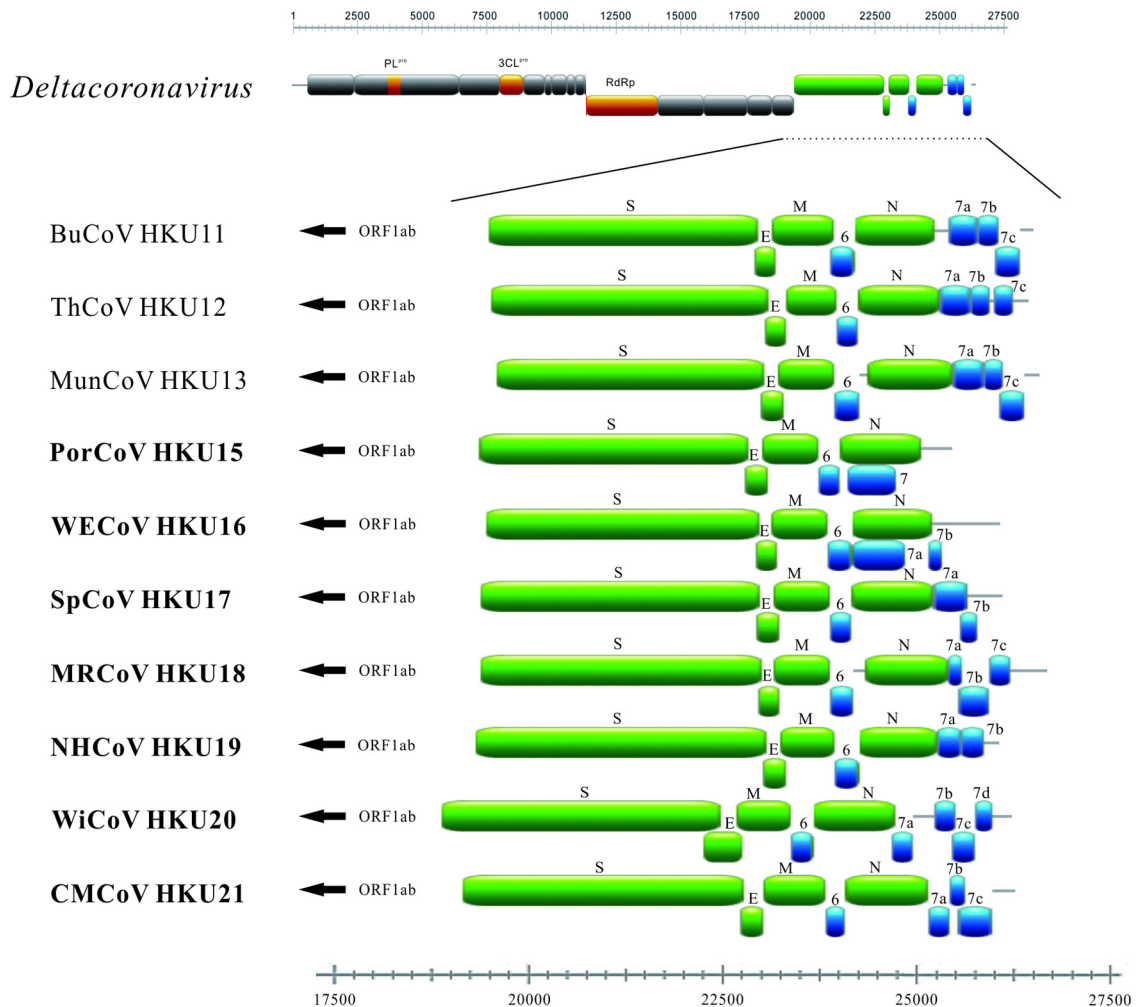 1 2500 5000 7500 10000 12500 15000 17500 20000 22500 25000 27500
PLpro 3CLpro RdRp
Deltacoronavirus
BuCoV HKU11 ORF1ab S E M 6 N 7a 7b 7c
ThCoV HKU12 ORF1ab S E M 6 N 7a 7b 7c
MunCoV HKU13 ORF1ab S E M 6 N 7a 7b 7c
PorCoV HKU15 ORF1ab S E M 6 N 7
WECoV HKU16 ORF1ab S E M 6 N 7a 7b
SpCoV HKU17 ORF1ab S E M 6 N 7a 7b
MRCoV HKU18 ORF1ab S E M 6 N 7a 7b 7c
NHCoV HKU19 ORF1ab S E M 6 N 7a 7b
WiCoV HKU20 ORF1ab S E M 6 N 7a 7b 7c 7d
CMCoV HKU21 ORF1ab S E M 6 N 7a 7b 7c
17500 20000 22500 25000 27500